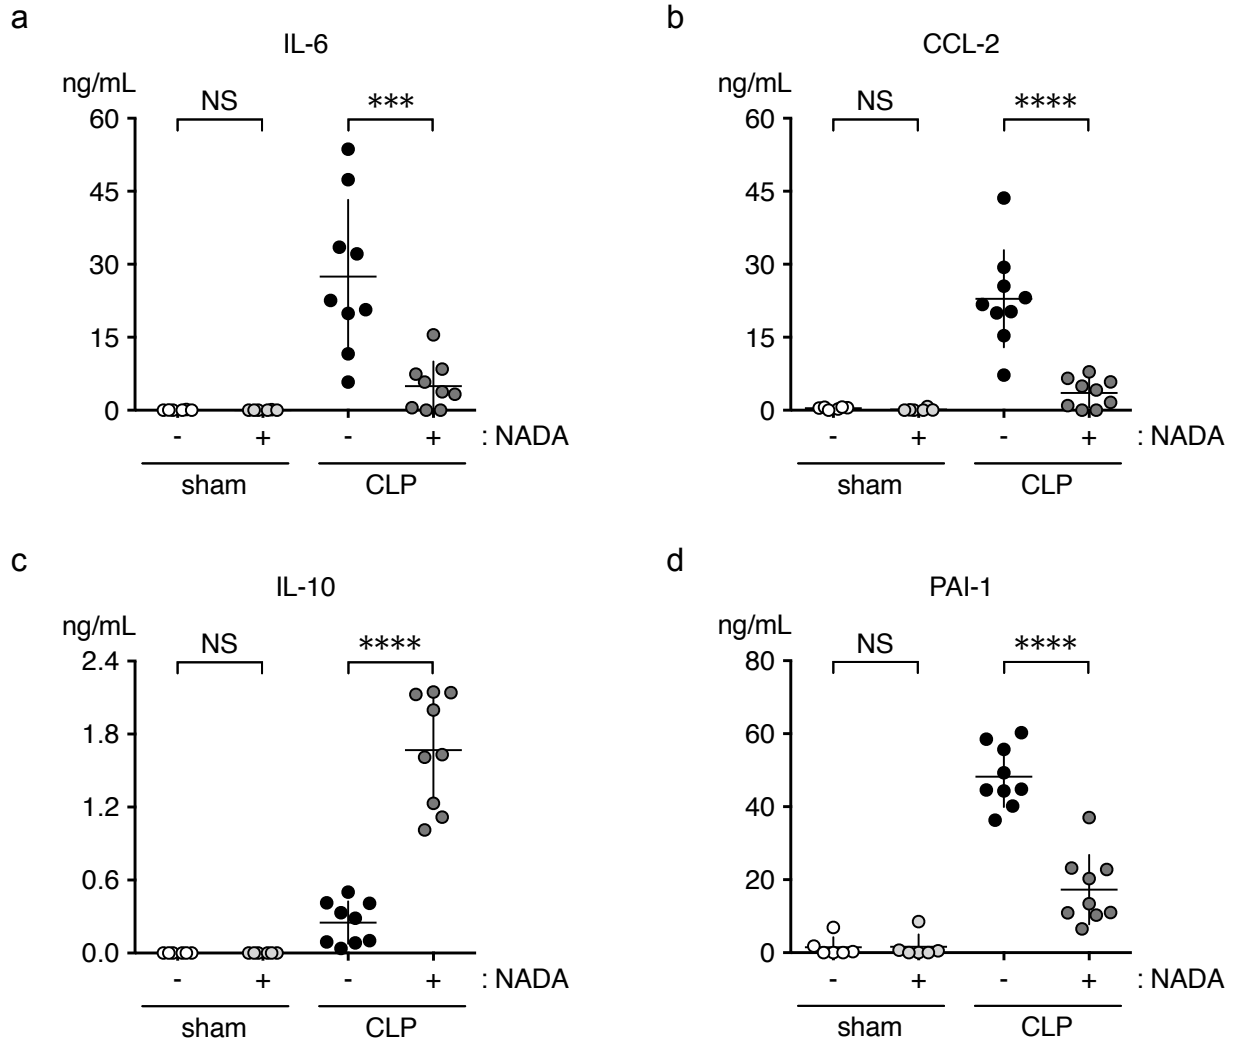 a
IL-6
ng/mL
NS
***
60
45
30
15
0
-
+
-
+
: NADA
sham
CLP
b
CCL-2
ng/mL
NS
****
60
45
30
15
0
-
+
-
+
: NADA
sham
CLP
c
IL-10
ng/mL
NS
****
2.4
1.8
1.2
0.6
0.0
-
+
-
+
: NADA
sham
CLP
d
PAI-1
ng/mL
NS
****
80
60
40
20
0
-
+
-
+
: NADA
sham
CLP